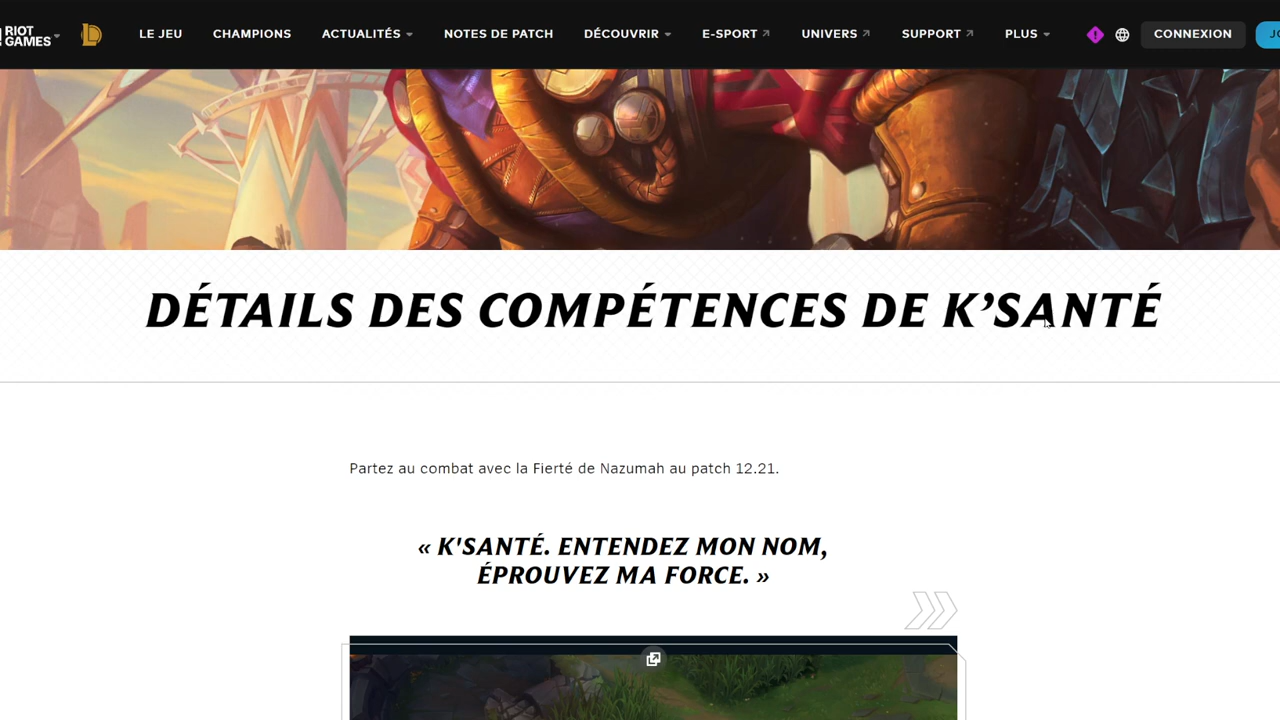 RIOT
GAMES
LE JEU
CHAMPIONS
ACTUALITÉS
NOTES DE PATCH
DÉCOUVRIR
E-SPORT
UNIVERS
SUPPORT
PLUS
CONNEXION
DÉTAILS DES COMPÉTENCES DE K’SANTÉ
Partez au combat avec la Fierté de Nazumah au patch 12.21.
« K'SANTÉ. ENTENDEZ MON NOM,
ÉPROUVEZ MA FORCE. »